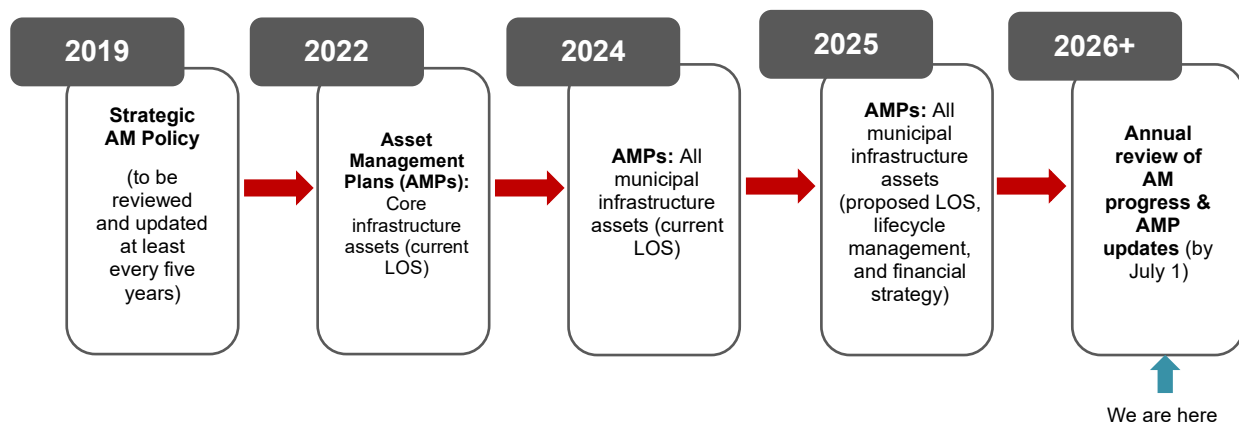 2019
Strategic
AM Policy
(to be
reviewed
and updated
at least
every five
years)
2022
Asset
Management
Plans (AMPs):
Core
infrastructure
assets (current
LOS)
2024
AMPs: All
municipal
infrastructure
assets (current
LOS)
2025
AMPs: All
municipal
infrastructure
assets
(proposed LOS,
lifecycle
management,
and financial
strategy)
2026+
Annual
review of
AM
progress &
AMP
updates (by
July 1)
We are here